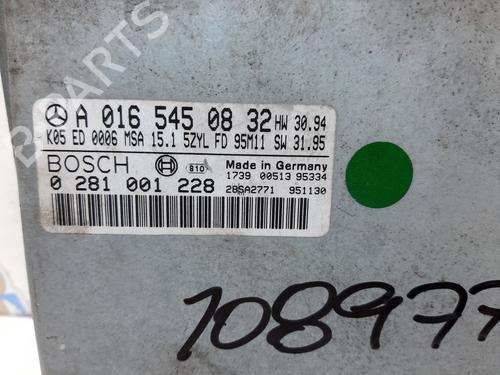 A 016 545 08 32 HW 30.94
K05 ED 0006 MSA 15.1 5ZYL FD 95M11 SW 31.95
BOSCH 810 Made in Germany
1739 00513 95334
0 281 001 228 28SA2771 951130
B-PARTS